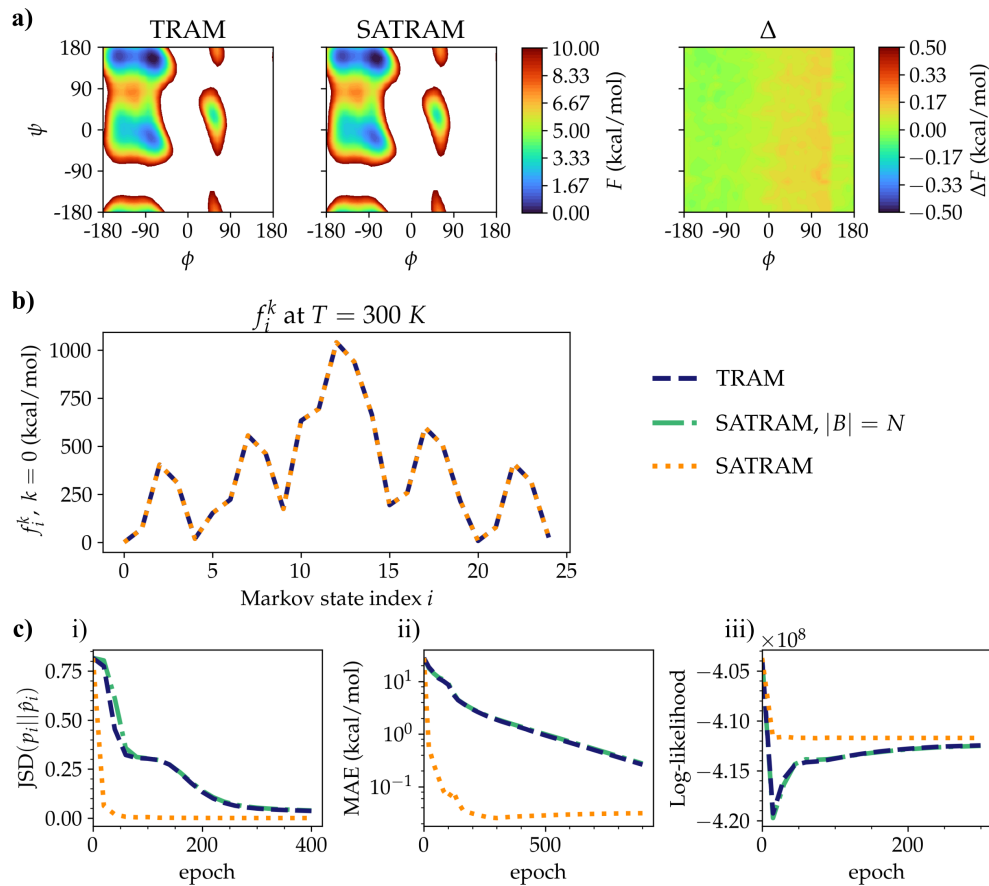 a)
TRAM
SATRAM
Δ
180
90
0
-90
-180
ψ
-180 -90 0 90 180
ϕ
-180 -90 0 90 180
ϕ
10.00
8.33
6.67
5.00
3.33
1.67
0.00
F (kcal/mol)
-180 -90 0 90 180
ϕ
0.50
0.33
0.17
0.00
−0.17
−0.33
−0.50
ΔF (kcal/mol)
b)
f_i^k at T = 300 K
1000
750
500
250
0
f_i^k, k = 0 (kcal/mol)
0 5 10 15 20 25
Markov state index i
TRAM
SATRAM, |B| = N
SATRAM
c)
i)
0.75
0.50
0.25
0.00
JSD(p_i||p̂_i)
0 200 400
epoch
ii)
10^1
10^0
10^−1
MAE (kcal/mol)
0 500
epoch
iii)
×10^8
−4.05
−4.10
−4.15
−4.20
Log-likelihood
0 200
epoch